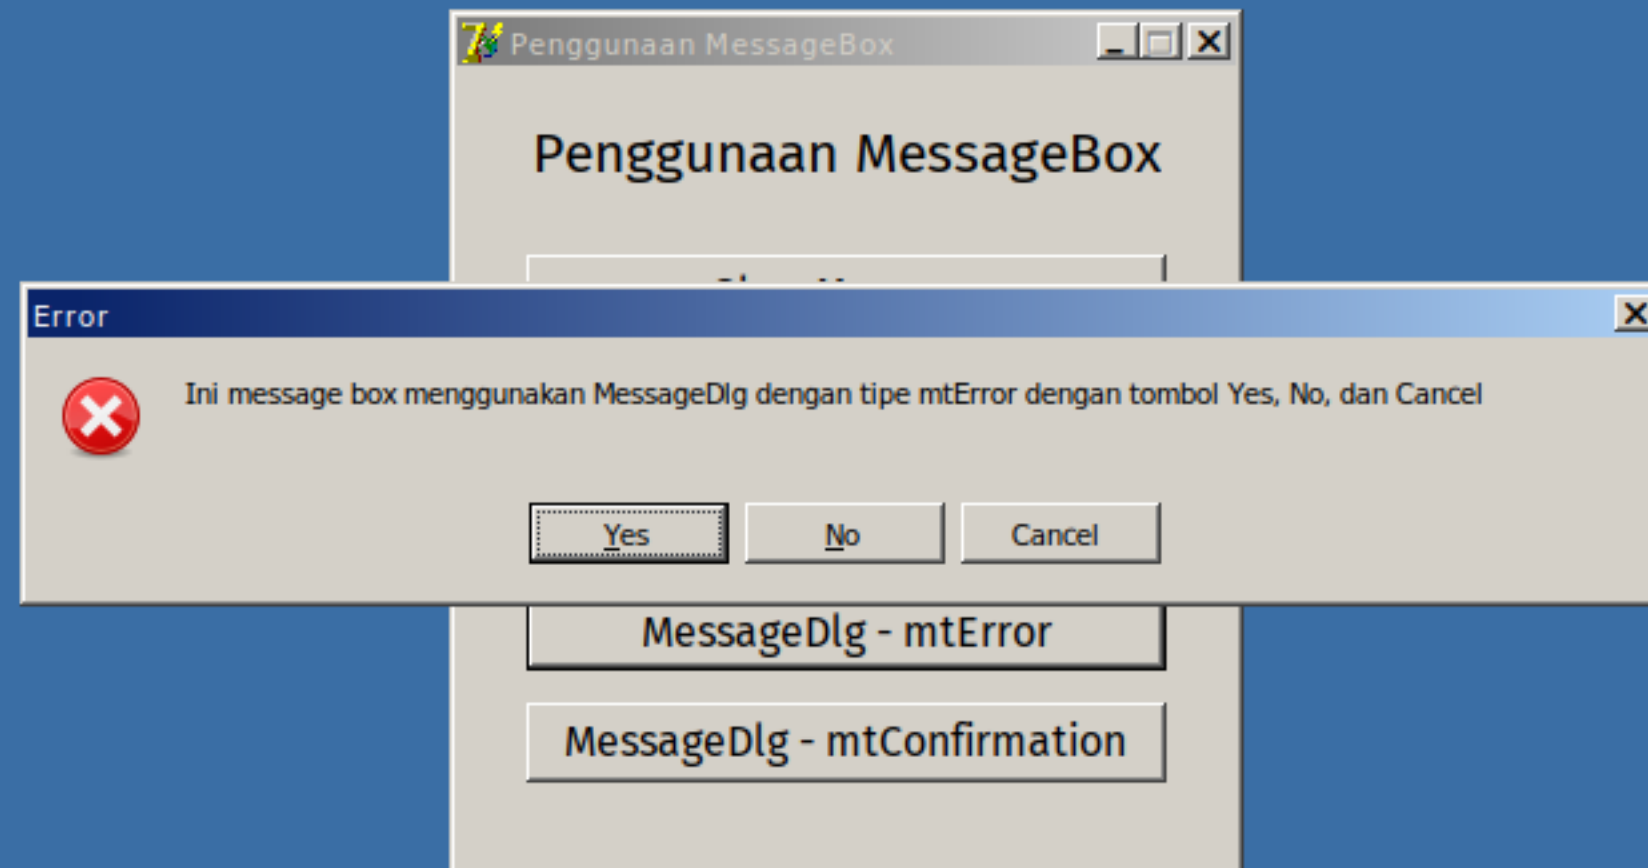 Penggunaan MessageBox
Penggunaan MessageBox
Error
Ini message box menggunakan MessageDlg dengan tipe mtError dengan tombol Yes, No, dan Cancel
Yes
No
Cancel
MessageDlg - mtError
MessageDlg - mtConfirmation